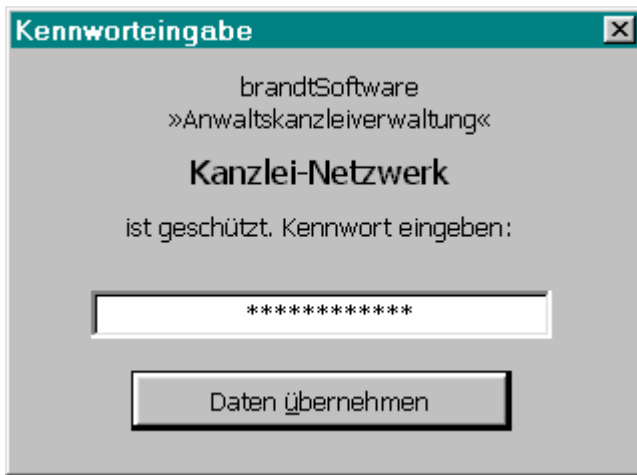 Kennworteingabe
brandtSoftware
»Anwaltskanzleiverwaltung«
Kanzlei-Netzwerk
ist geschützt. Kennwort eingeben:
************
Daten übernehmen